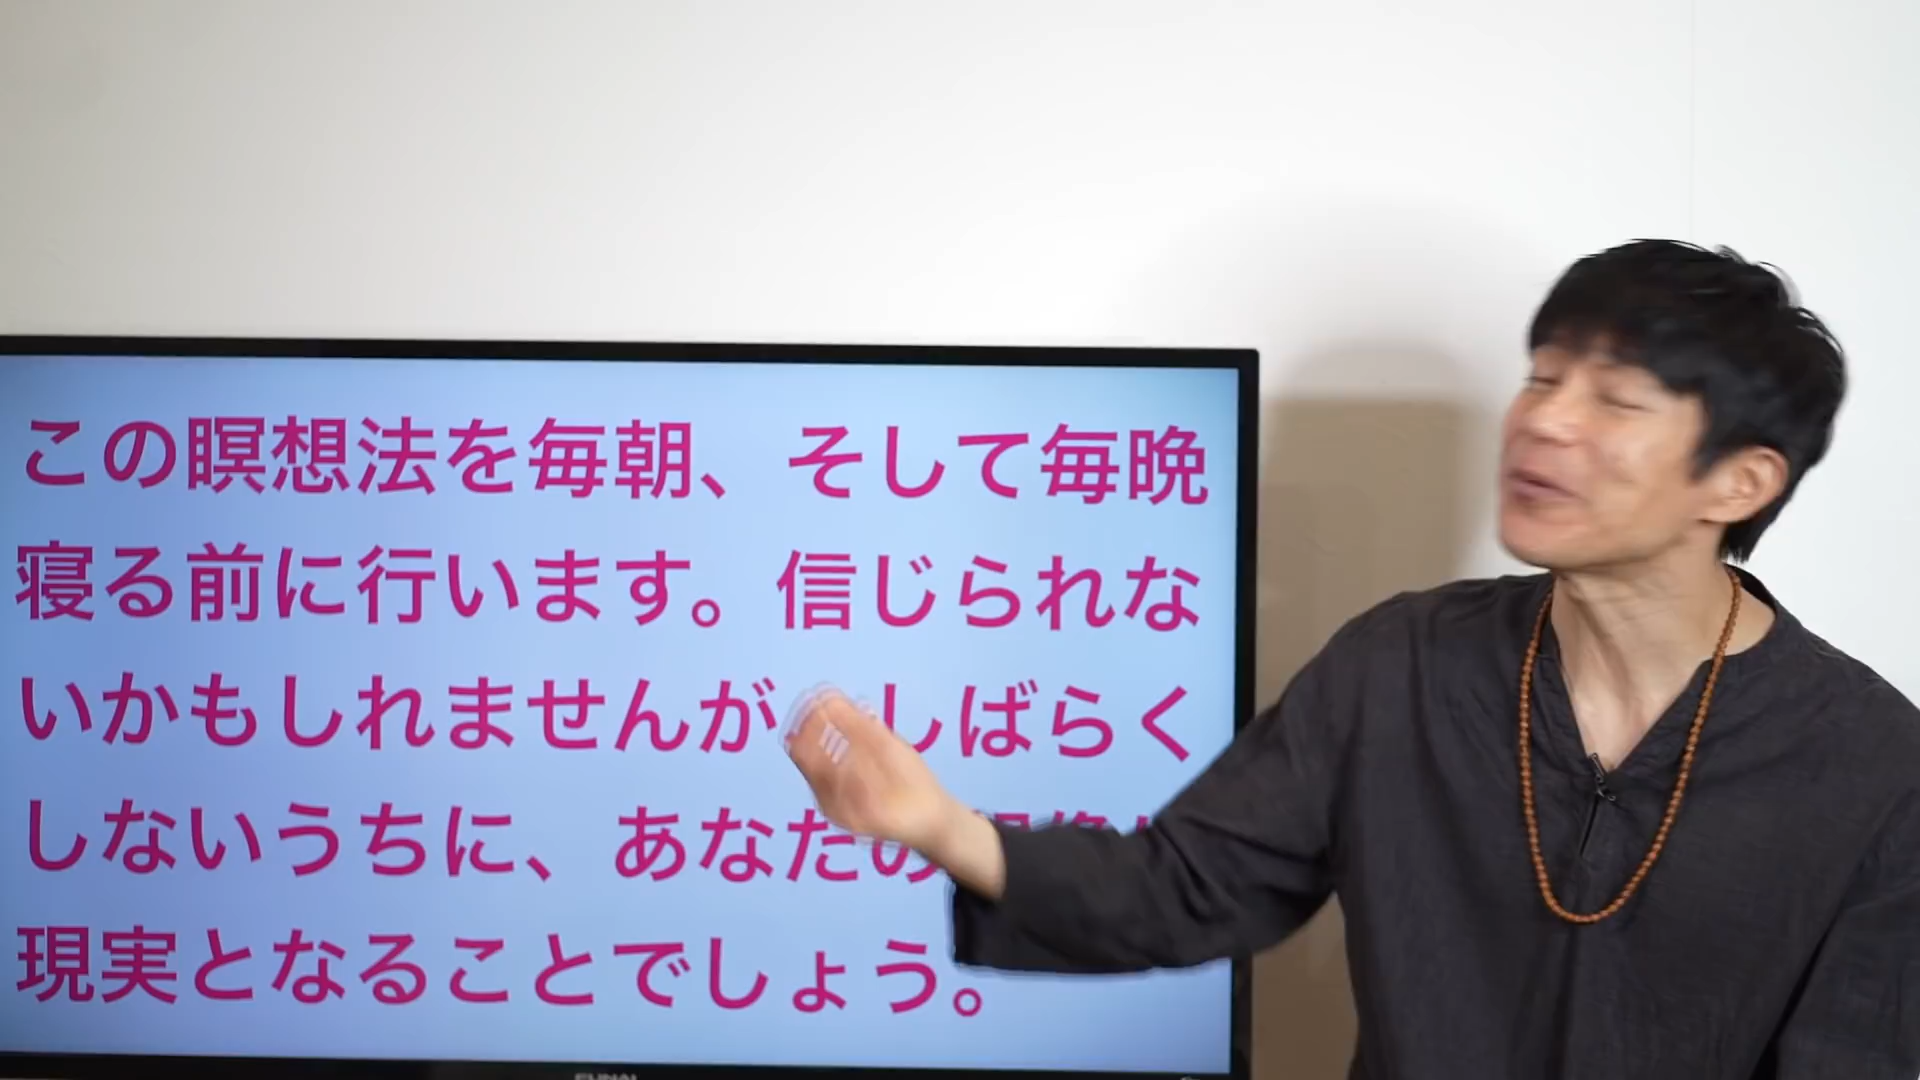 この瞑想法を毎朝、そして毎晩
寝る前に行います。信じられな
いかもしれませんが しばらく
しないうちに、あなたの
現実となることでしょう。